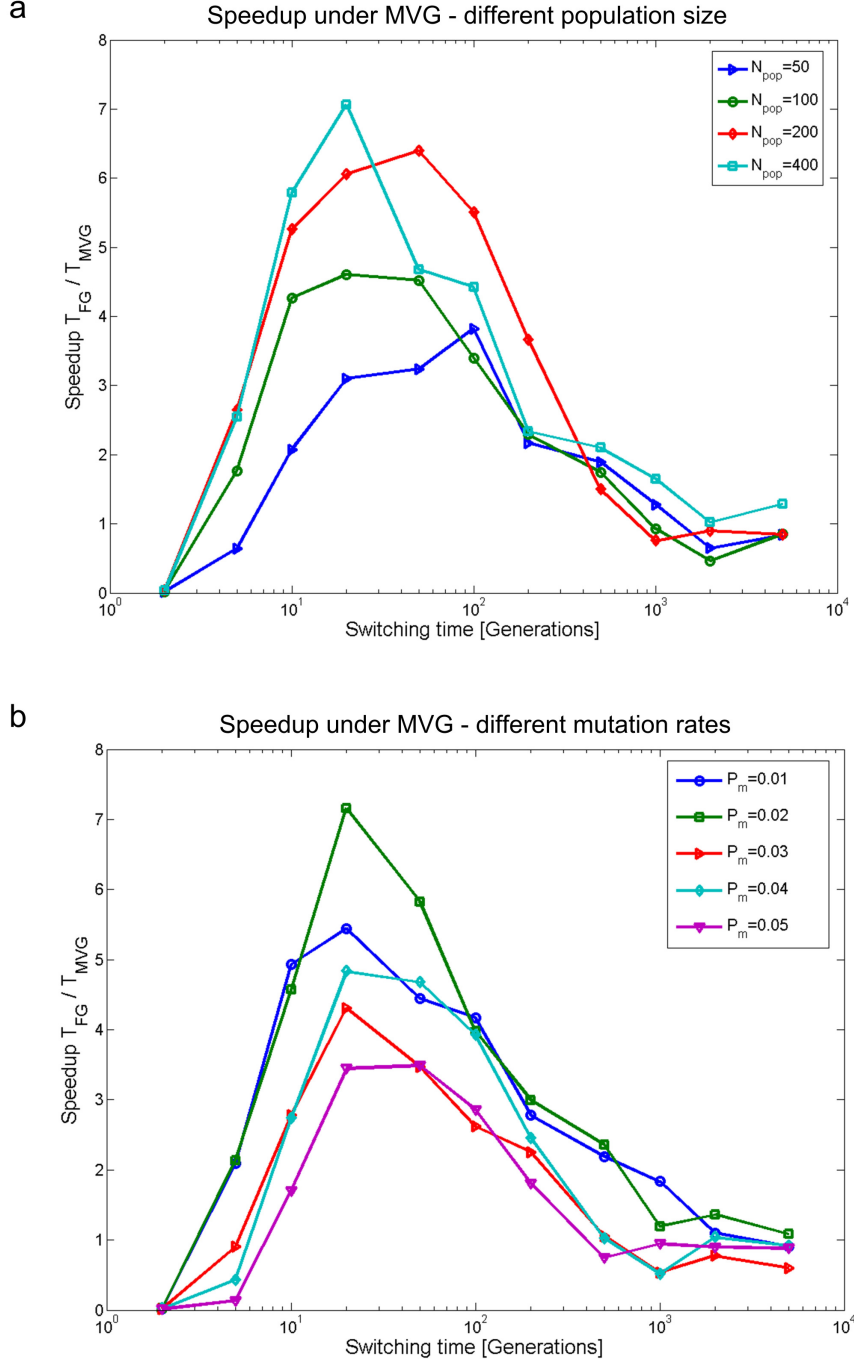 a
Speedup under MVG - different population size
8
7
6
5
4
3
2
1
0
Speedup T_FG / T_MVG
N_pop=50
N_pop=100
N_pop=200
N_pop=400
10^0
10^1
10^2
10^3
10^4
Switching time [Generations]
b
Speedup under MVG - different mutation rates
8
7
6
5
4
3
2
1
0
Speedup T_FG / T_MVG
P_m=0.01
P_m=0.02
P_m=0.03
P_m=0.04
P_m=0.05
10^0
10^1
10^2
10^3
10^4
Switching time [Generations]